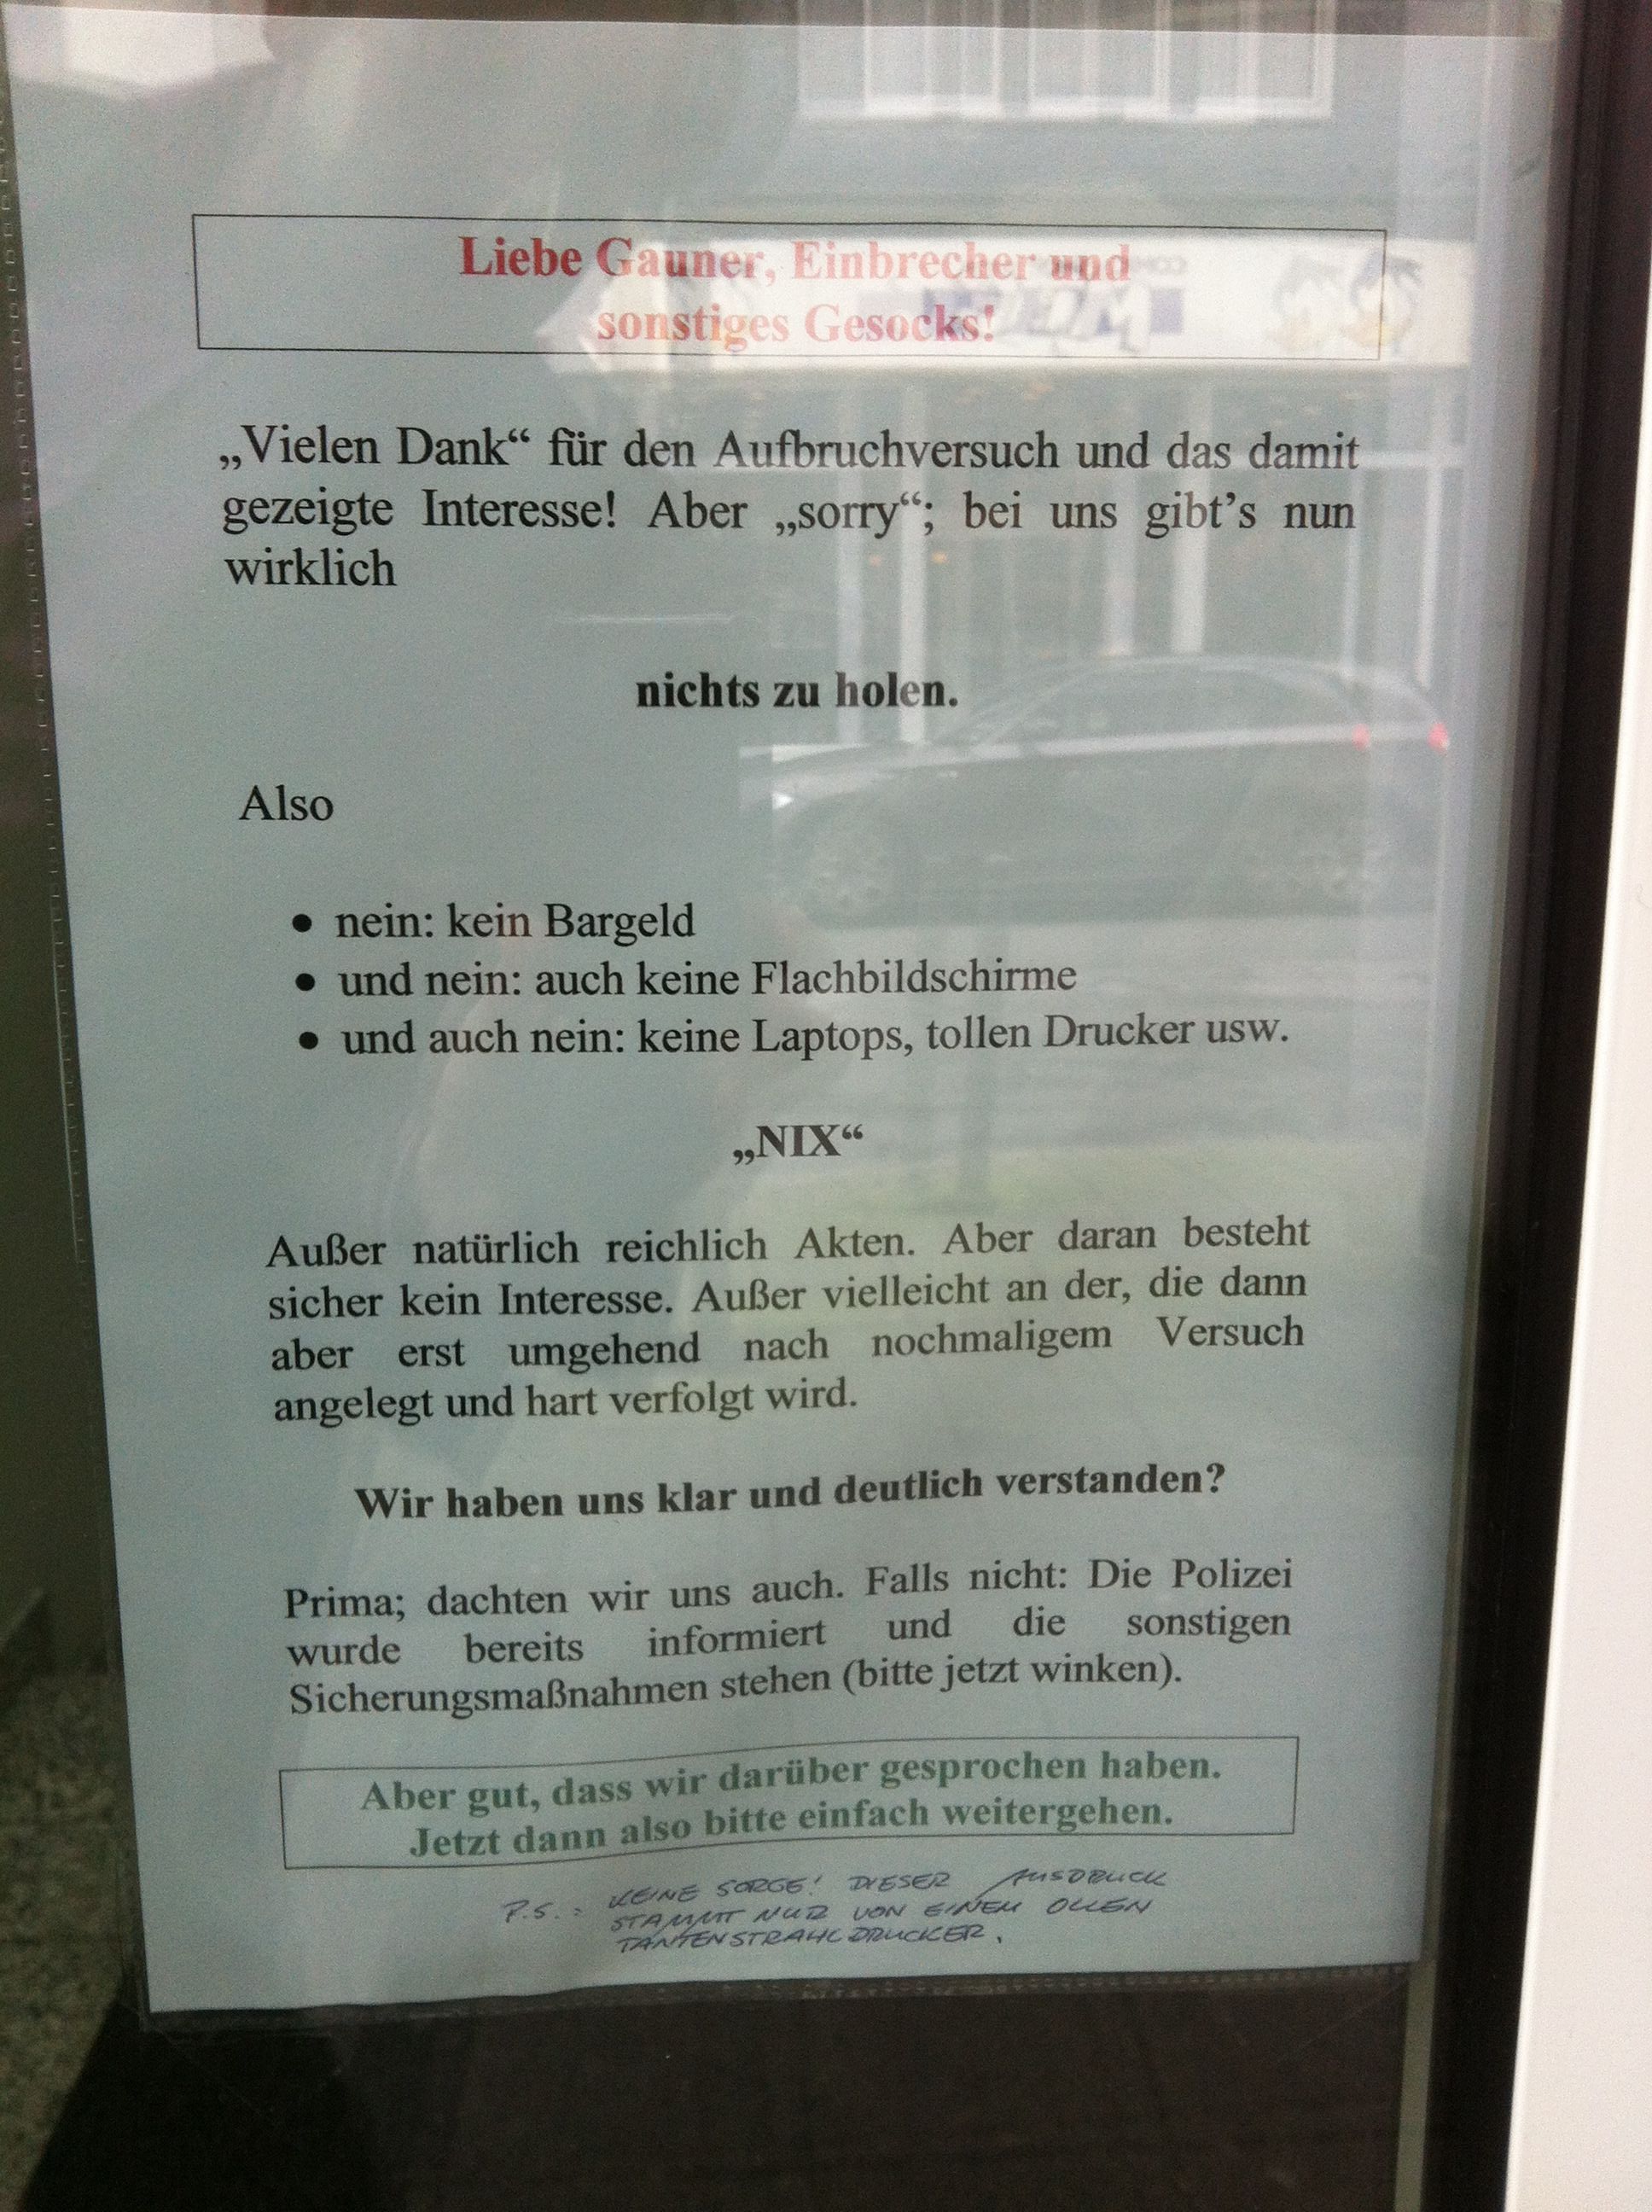 Liebe Gauner, Einbrecher und
sonstiges Gesocks!
„Vielen Dank“ für den Aufbruchversuch und das damit
gezeigte Interesse! Aber „sorry“; bei uns gibt’s nun
wirklich
nichts zu holen.
Also
• nein: kein Bargeld
• und nein: auch keine Flachbildschirme
• und auch nein: keine Laptops, tollen Drucker usw.
„NIX“
Außer natürlich reichlich Akten. Aber daran besteht
sicher kein Interesse. Außer vielleicht an der, die dann
aber erst umgehend nach nochmaligem Versuch
angelegt und hart verfolgt wird.
Wir haben uns klar und deutlich verstanden?
Prima; dachten wir uns auch. Falls nicht: Die Polizei
wurde bereits informiert und die sonstigen
Sicherungsmaßnahmen stehen (bitte jetzt winken).
Aber gut, dass wir darüber gesprochen haben.
Jetzt dann also bitte einfach weitergehen.
P.S.: KEINE SORGE! DIESER AUSDRUCK
STAMMT NUR VON EINEM OLLEN
TANTENSTRAHLDRUCKER.